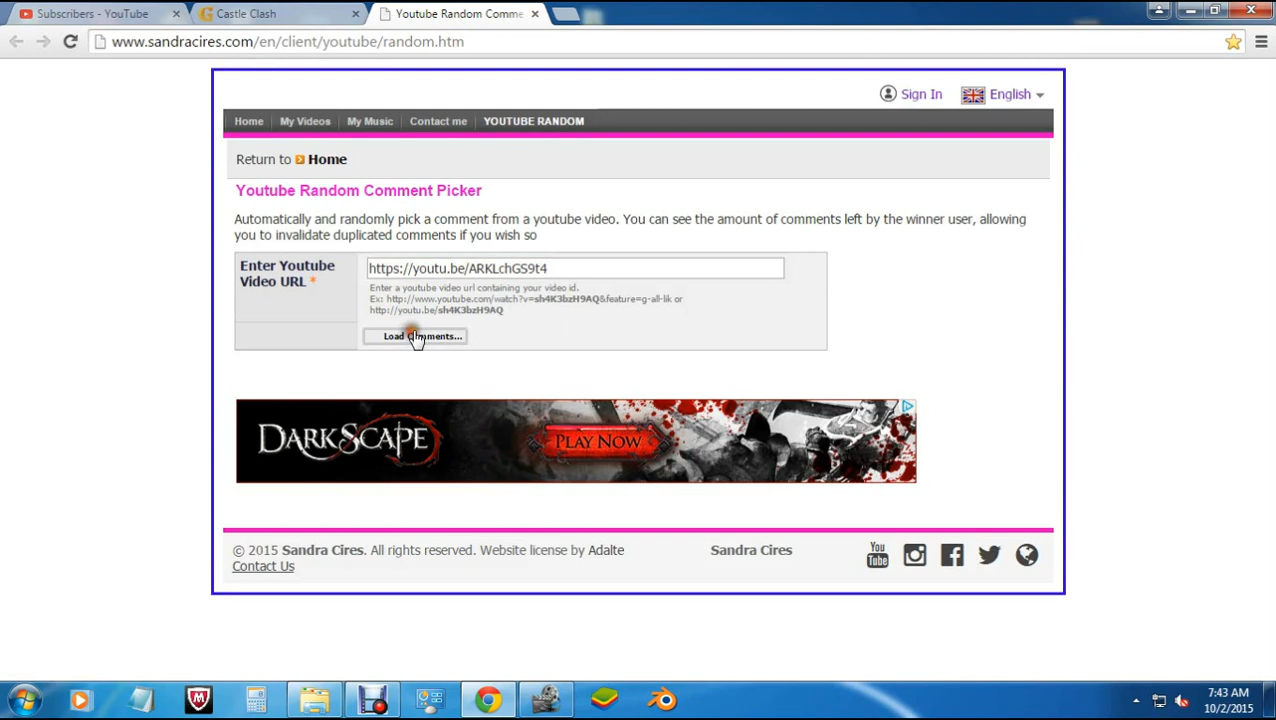 Subscribers - YouTube
Castle Clash
Youtube Random Comme
www.sandracires.com/en/client/youtube/random.htm
Sign In
English
Home My Videos My Music Contact me YOUTUBE RANDOM
Return to Home
Youtube Random Comment Picker
Automatically and randomly pick a comment from a youtube video. You can see the amount of comments left by the winner user, allowing
you to invalidate duplicated comments if you wish so
Enter Youtube
Video URL *
https://youtu.be/ARKLchGS9t4
Enter a youtube video url containing your video id.
Ex: http://www.youtube.com/watch?v=sh4K3bzH9AQ&feature=g-all-lik or
http://youtu.be/sh4K3bzH9AQ
Load Comments...
DARKSCAPE
PLAY NOW
© 2015 Sandra Cires. All rights reserved. Website license by Adalte
Contact Us
Sandra Cires
You
Tube
7:43 AM
10/2/2015